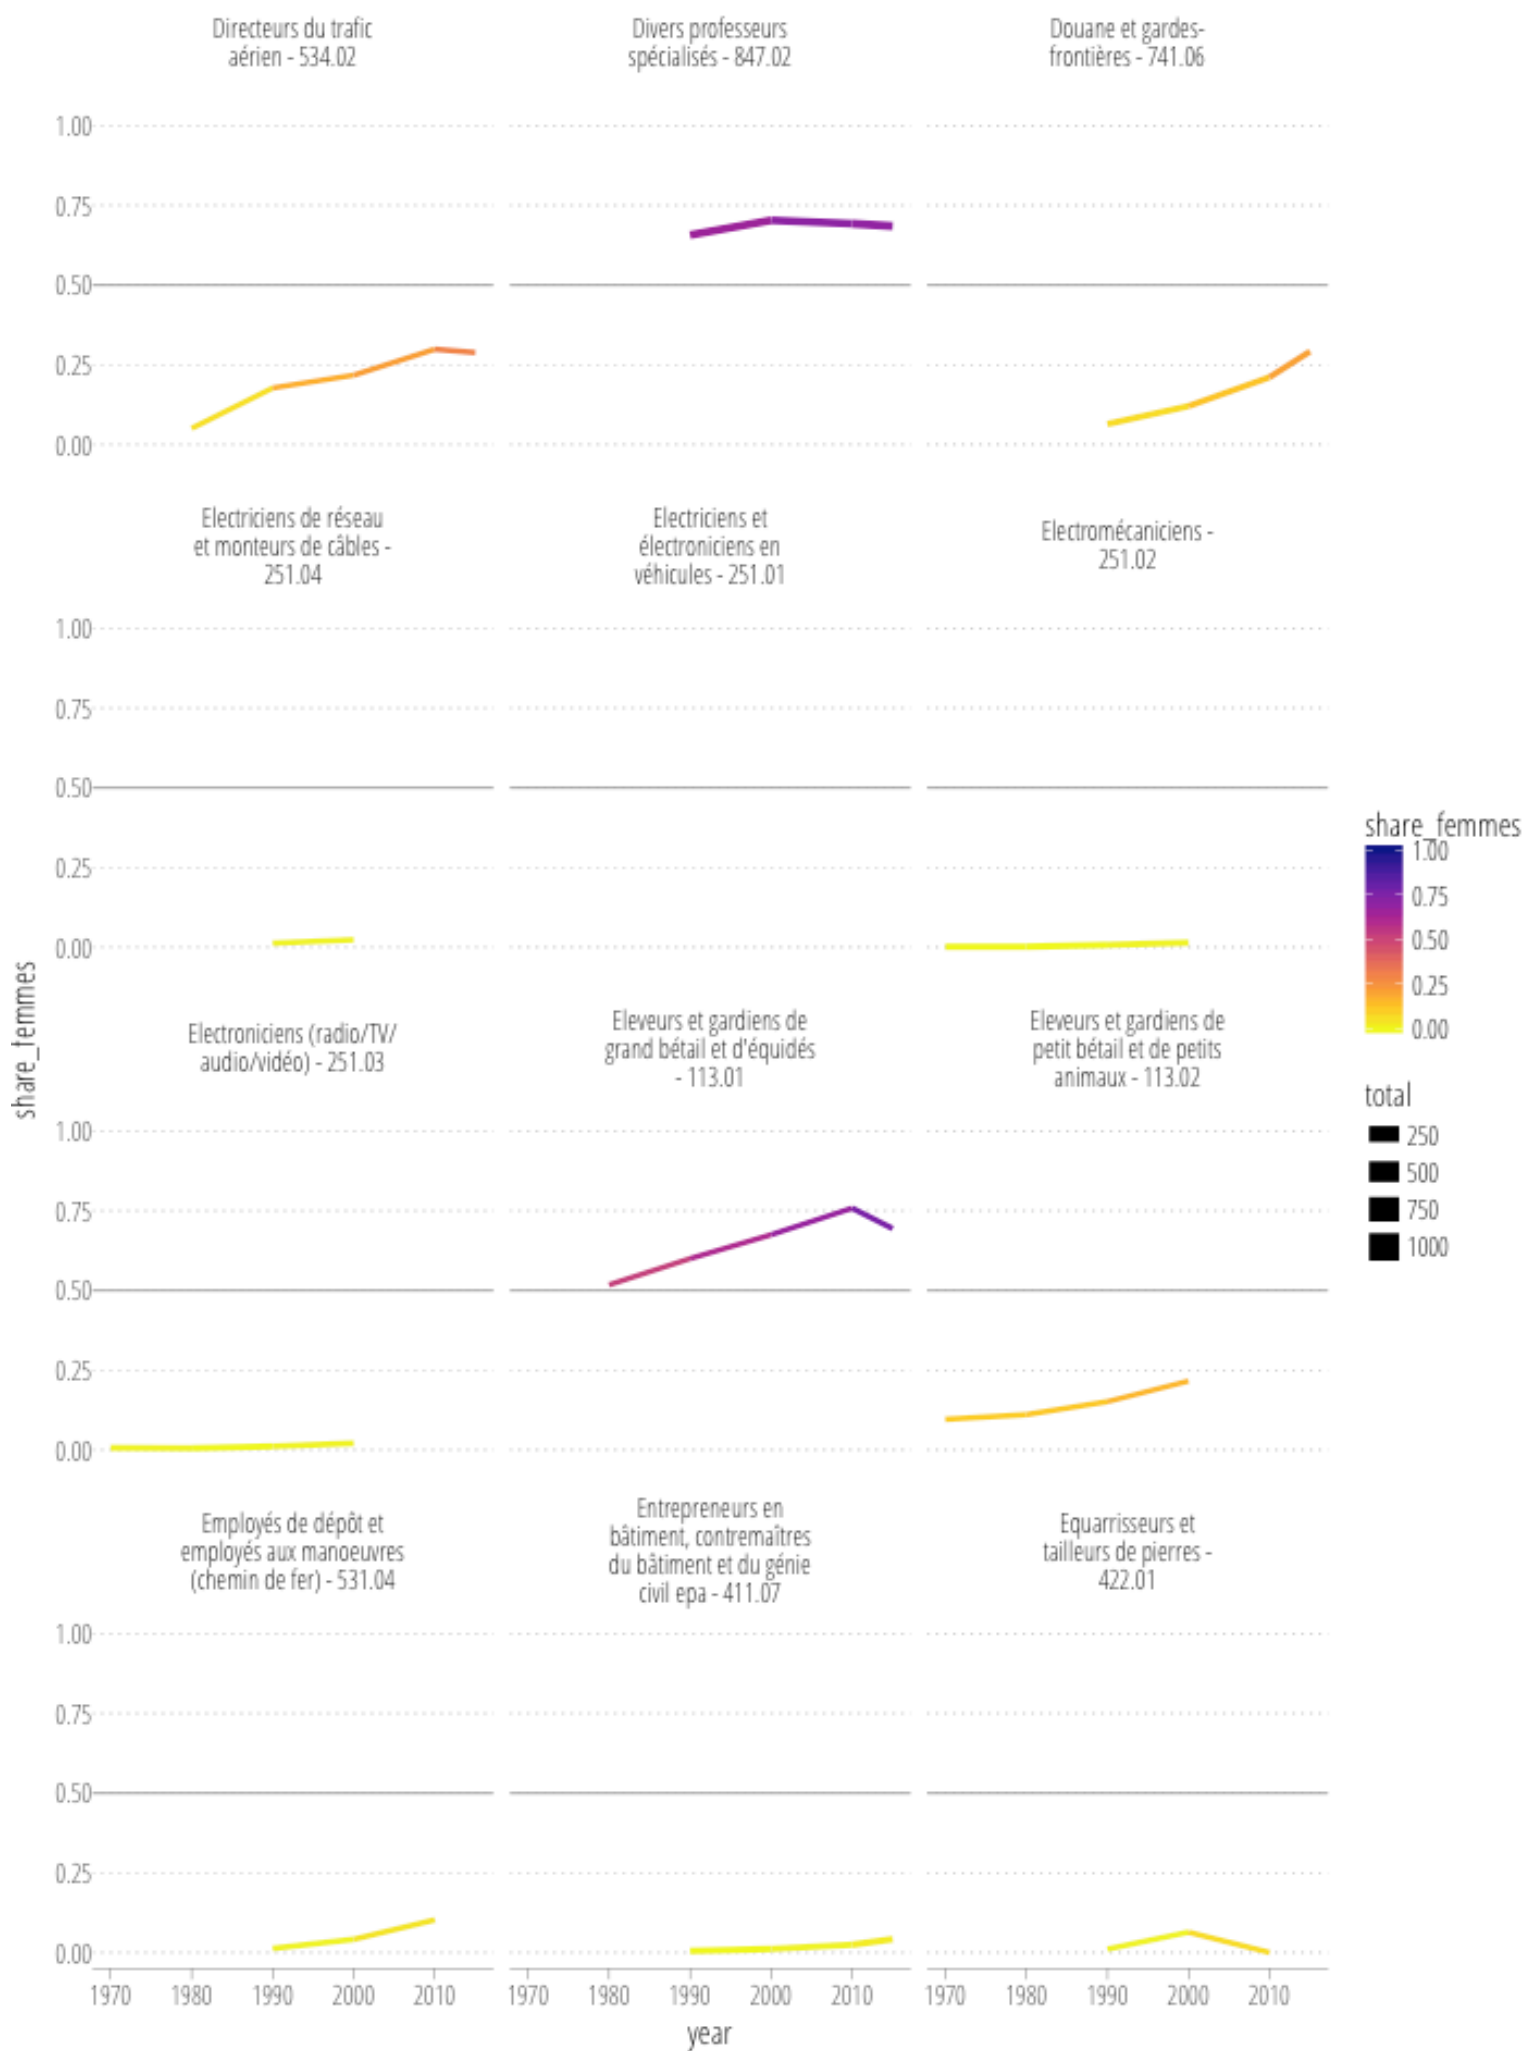 Directeurs du trafic
aérien - 534.02
Divers professeurs
spécialisés - 847.02
Douane et gardes-
frontières - 741.06
1.00
0.75
0.50
0.25
0.00
Electriciens de réseau
et monteurs de câbles -
251.04
Electriciens et
électroniciens en
véhicules - 251.01
Electromécaniciens -
251.02
1.00
0.75
0.50
0.25
0.00
Electroniciens (radio/TV/
audio/vidéo) - 251.03
Eleveurs et gardiens de
grand bétail et d'équidés
- 113.01
Eleveurs et gardiens de
petit bétail et de petits
animaux - 113.02
1.00
0.75
0.50
0.25
0.00
Employés de dépôt et
employés aux manoeuvres
(chemin de fer) - 531.04
Entrepreneurs en
bâtiment, contremaîtres
du bâtiment et du génie
civil epa - 411.07
Equarrisseurs et
tailleurs de pierres -
422.01
1.00
0.75
0.50
0.25
0.00
1970 1980 1990 2000 2010
1970 1980 1990 2000 2010
1970 1980 1990 2000 2010
year
share_femmes
share_femmes
1.00
0.75
0.50
0.25
0.00
total
250
500
750
1000